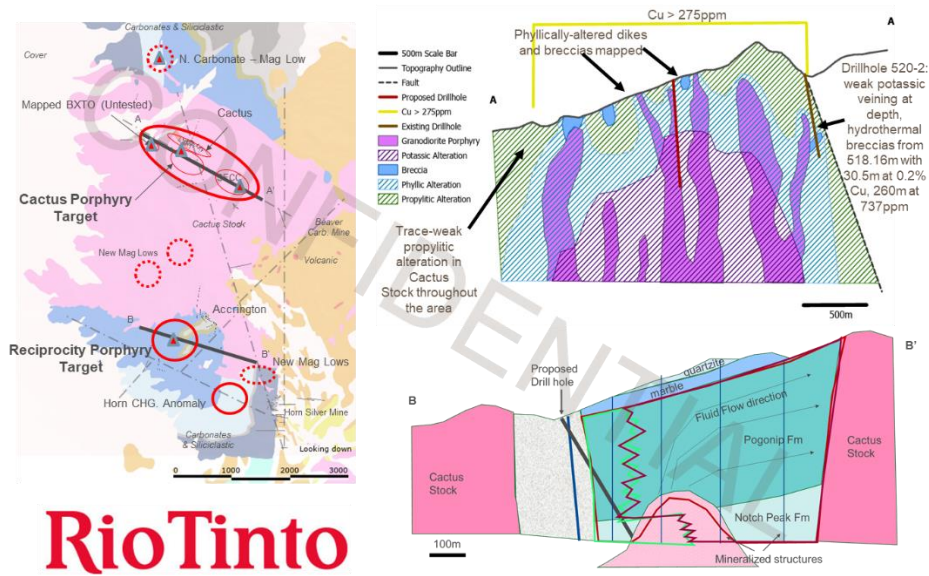 Carbonates & Siliciclastic
Cover
N. Carbonate – Mag Low
Mapped BXTO (Untested)
A
Cactus
A'
Cactus Porphyry
Target
Cactus Stock
Beaver
Carb. Mine
Volcanic
New Mag Lows
Accrington
B
B'
Reciprocity Porphyry
Target
New Mag Lows
Horn CHG. Anomaly
Horn Silver Mine
Carbonates
& Siliciclastic
Looking down
0 1000 2000 3000
RioTinto
Cu > 275ppm
A
Phyllically-altered dikes
and breccias mapped
500m Scale Bar
Topography Outline
Fault
Proposed Drillhole
Cu > 275ppm
Existing Drillhole
Granodiorite Porphyry
Potassic Alteration
Breccia
Phyllic Alteration
Propylitic Alteration
A
Drillhole 520-2:
weak potassic
veining at
depth,
hydrothermal
breccias from
518.16m with
30.5m at 0.2%
Cu, 260m at
737ppm
Trace-weak
propylitic
alteration in
Cactus
Stock throughout
the area
500m
B
B'
Proposed
Drill hole
quartzite
marble
Fluid Flow direction
Pogonip Fm
Cactus
Stock
Cactus
Stock
Notch Peak Fm
Mineralized structures
100m
CONFIDENTIAL